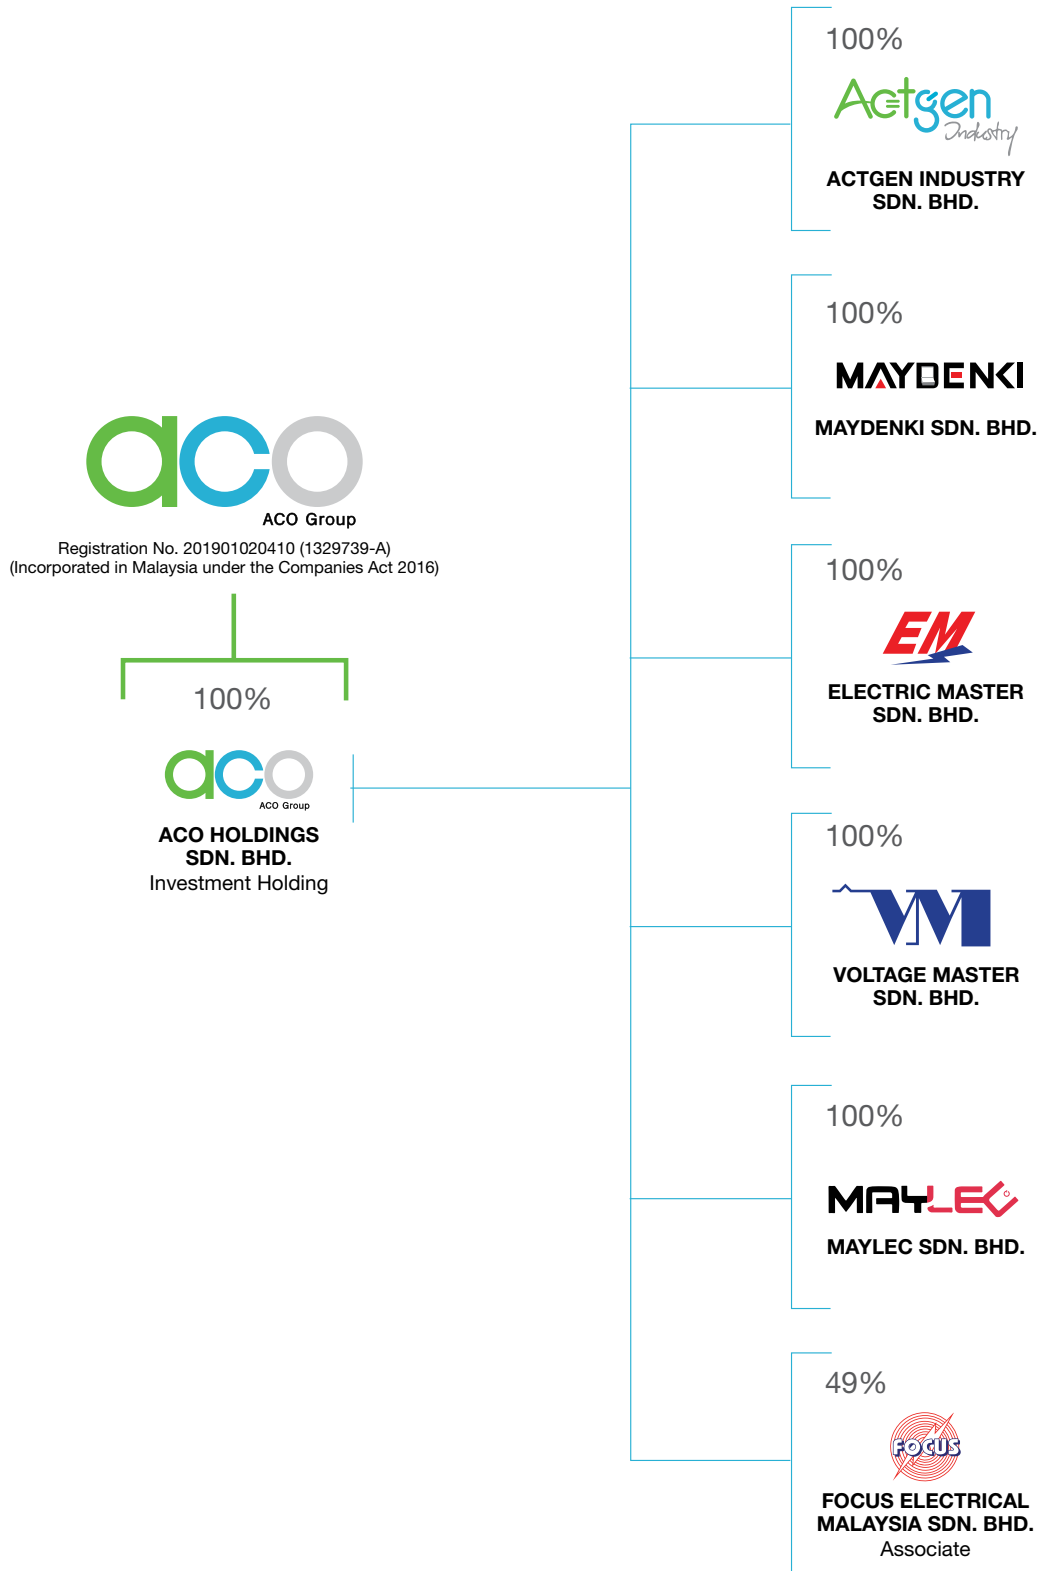 aco
ACO Group
Registration No. 201901020410 (1329739-A)
(Incorporated in Malaysia under the Companies Act 2016)
100%
aco
ACO Group
ACO HOLDINGS
SDN. BHD.
Investment Holding
100%
Actgen
Industry
ACTGEN INDUSTRY
SDN. BHD.
100%
MAYDENKI
MAYDENKI SDN. BHD.
100%
EM
ELECTRIC MASTER
SDN. BHD.
100%
VM
VOLTAGE MASTER
SDN. BHD.
100%
MAYLEC
MAYLEC SDN. BHD.
49%
FOCUS
FOCUS ELECTRICAL
MALAYSIA SDN. BHD.
Associate